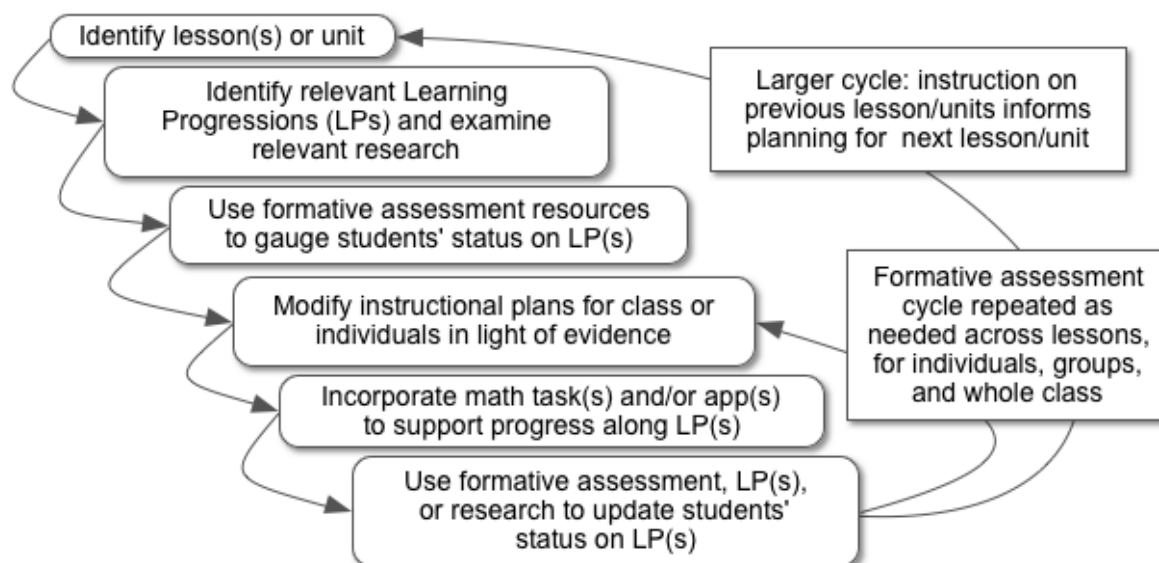 Identify lesson(s) or unit
Identify relevant Learning
Progressions (LPs) and examine
relevant research
Use formative assessment resources
to gauge students' status on LP(s)
Modify instructional plans for class or
individuals in light of evidence
Incorporate math task(s) and/or app(s)
to support progress along LP(s)
Use formative assessment, LP(s),
or research to update students'
status on LP(s)
Larger cycle: instruction on
previous lesson/units informs
planning for next lesson/unit
Formative assessment
cycle repeated as
needed across lessons,
for individuals, groups,
and whole class